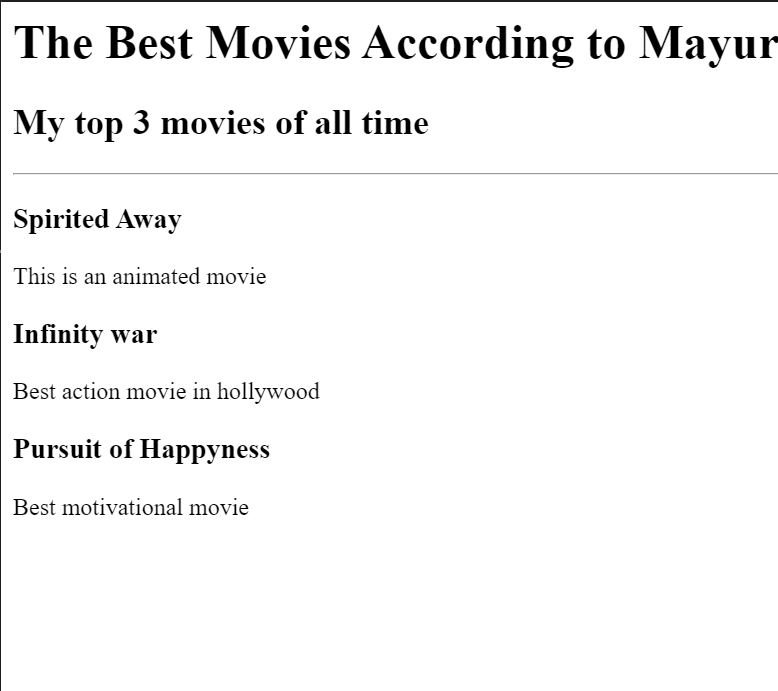 The Best Movies According to Mayur
My top 3 movies of all time
Spirited Away
This is an animated movie
Infinity war
Best action movie in hollywood
Pursuit of Happyness
Best motivational movie